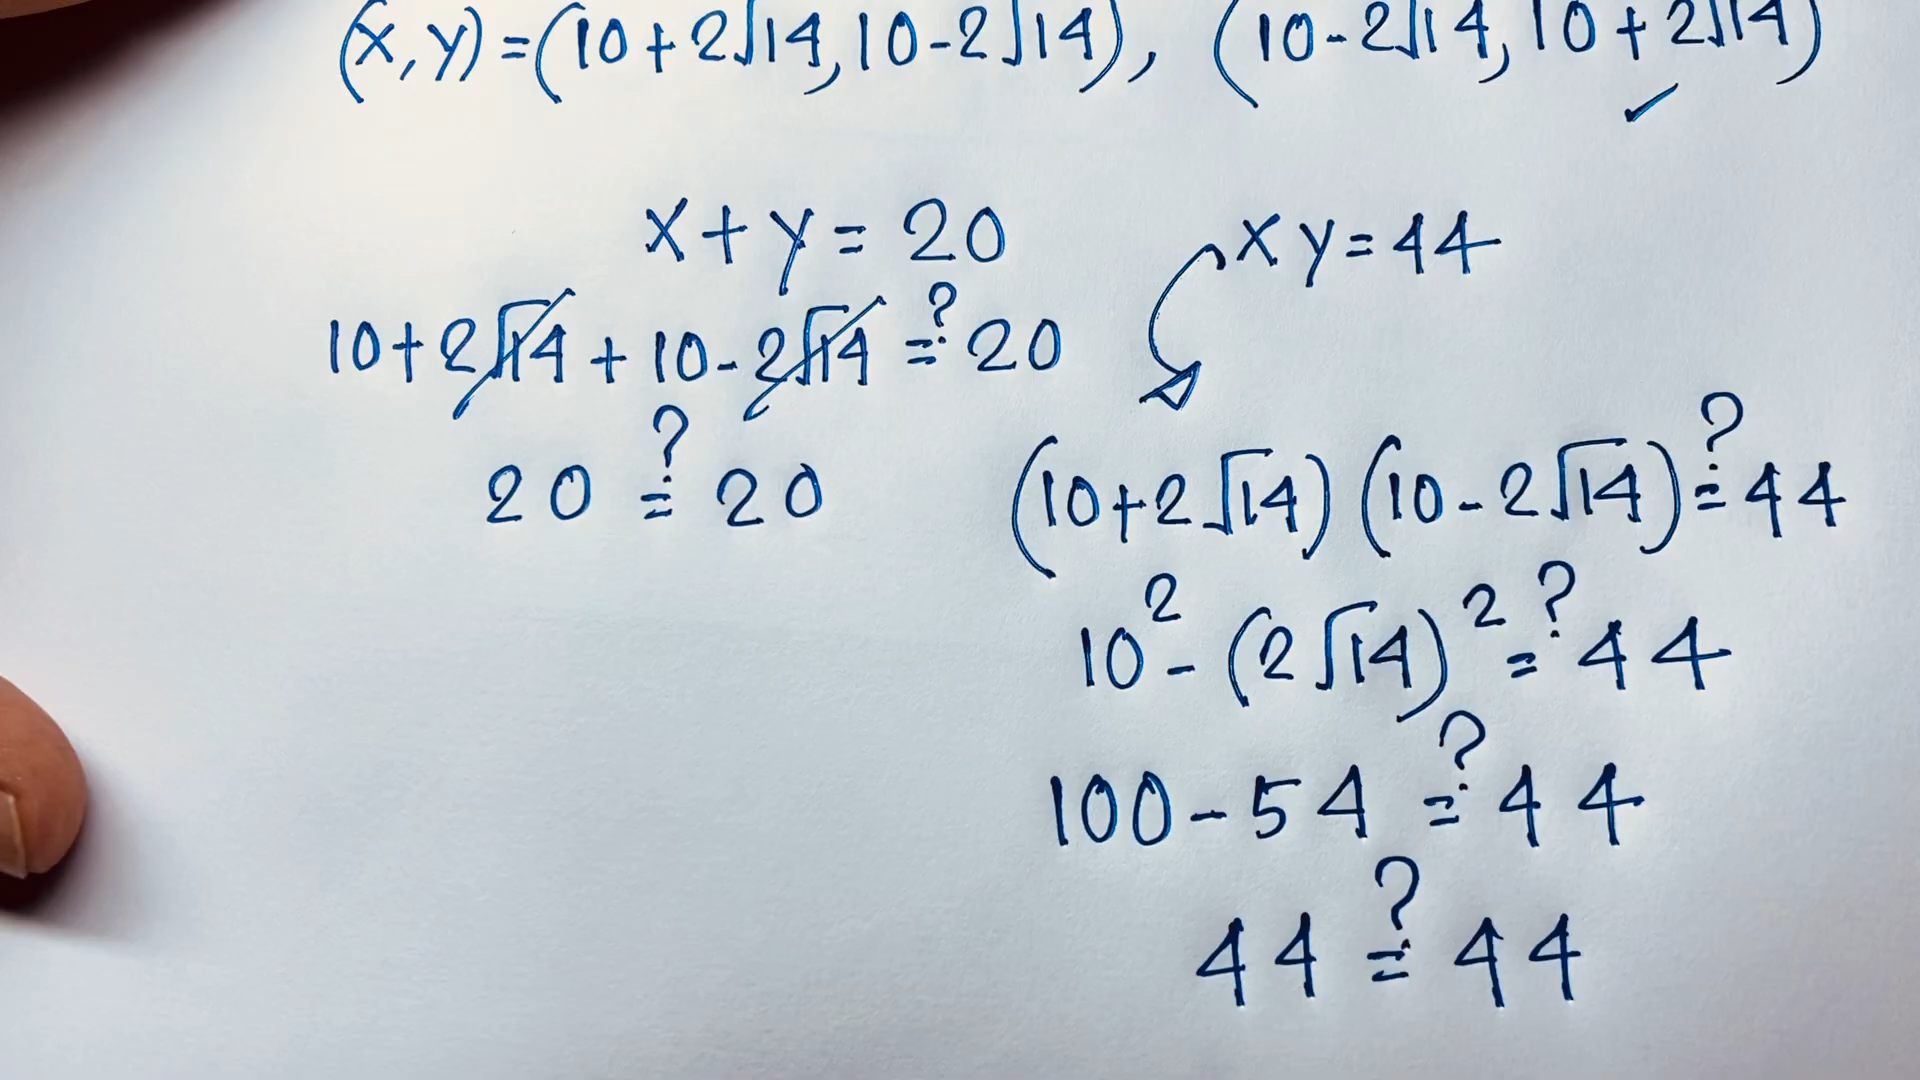 (x, y) = (10 + 2√14, 10 - 2√14), (10 - 2√14, 10 + 2√14)
✓
x + y = 20
10 + 2√14 + 10 - 2√14 ≟ 20
20 ≟ 20
xy = 44
(10 + 2√14) (10 - 2√14) ≟ 44
10² - (2√14)² ≟ 44
100 - 54 ≟ 44
44 ≟ 44